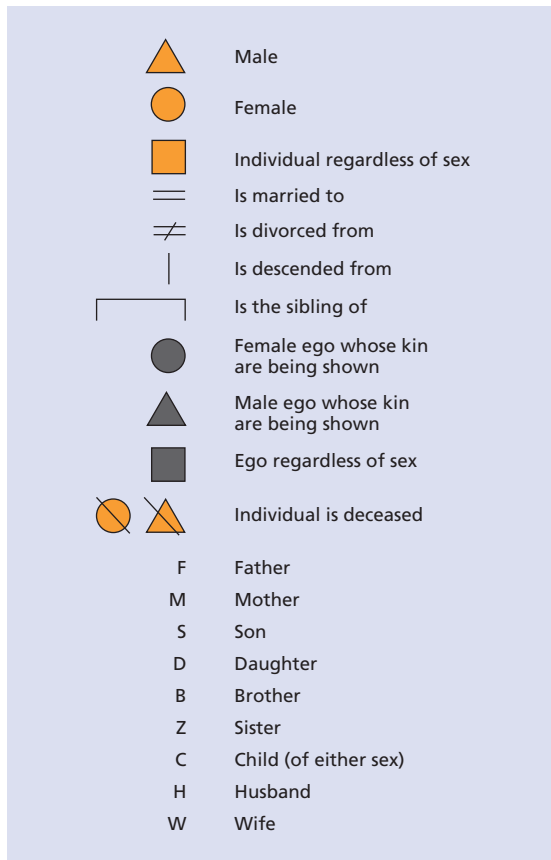 Male
Female
Individual regardless of sex
Is married to
Is divorced from
Is descended from
Is the sibling of
Female ego whose kin
are being shown
Male ego whose kin
are being shown
Ego regardless of sex
Individual is deceased
F Father
M Mother
S Son
D Daughter
B Brother
Z Sister
C Child (of either sex)
H Husband
W Wife